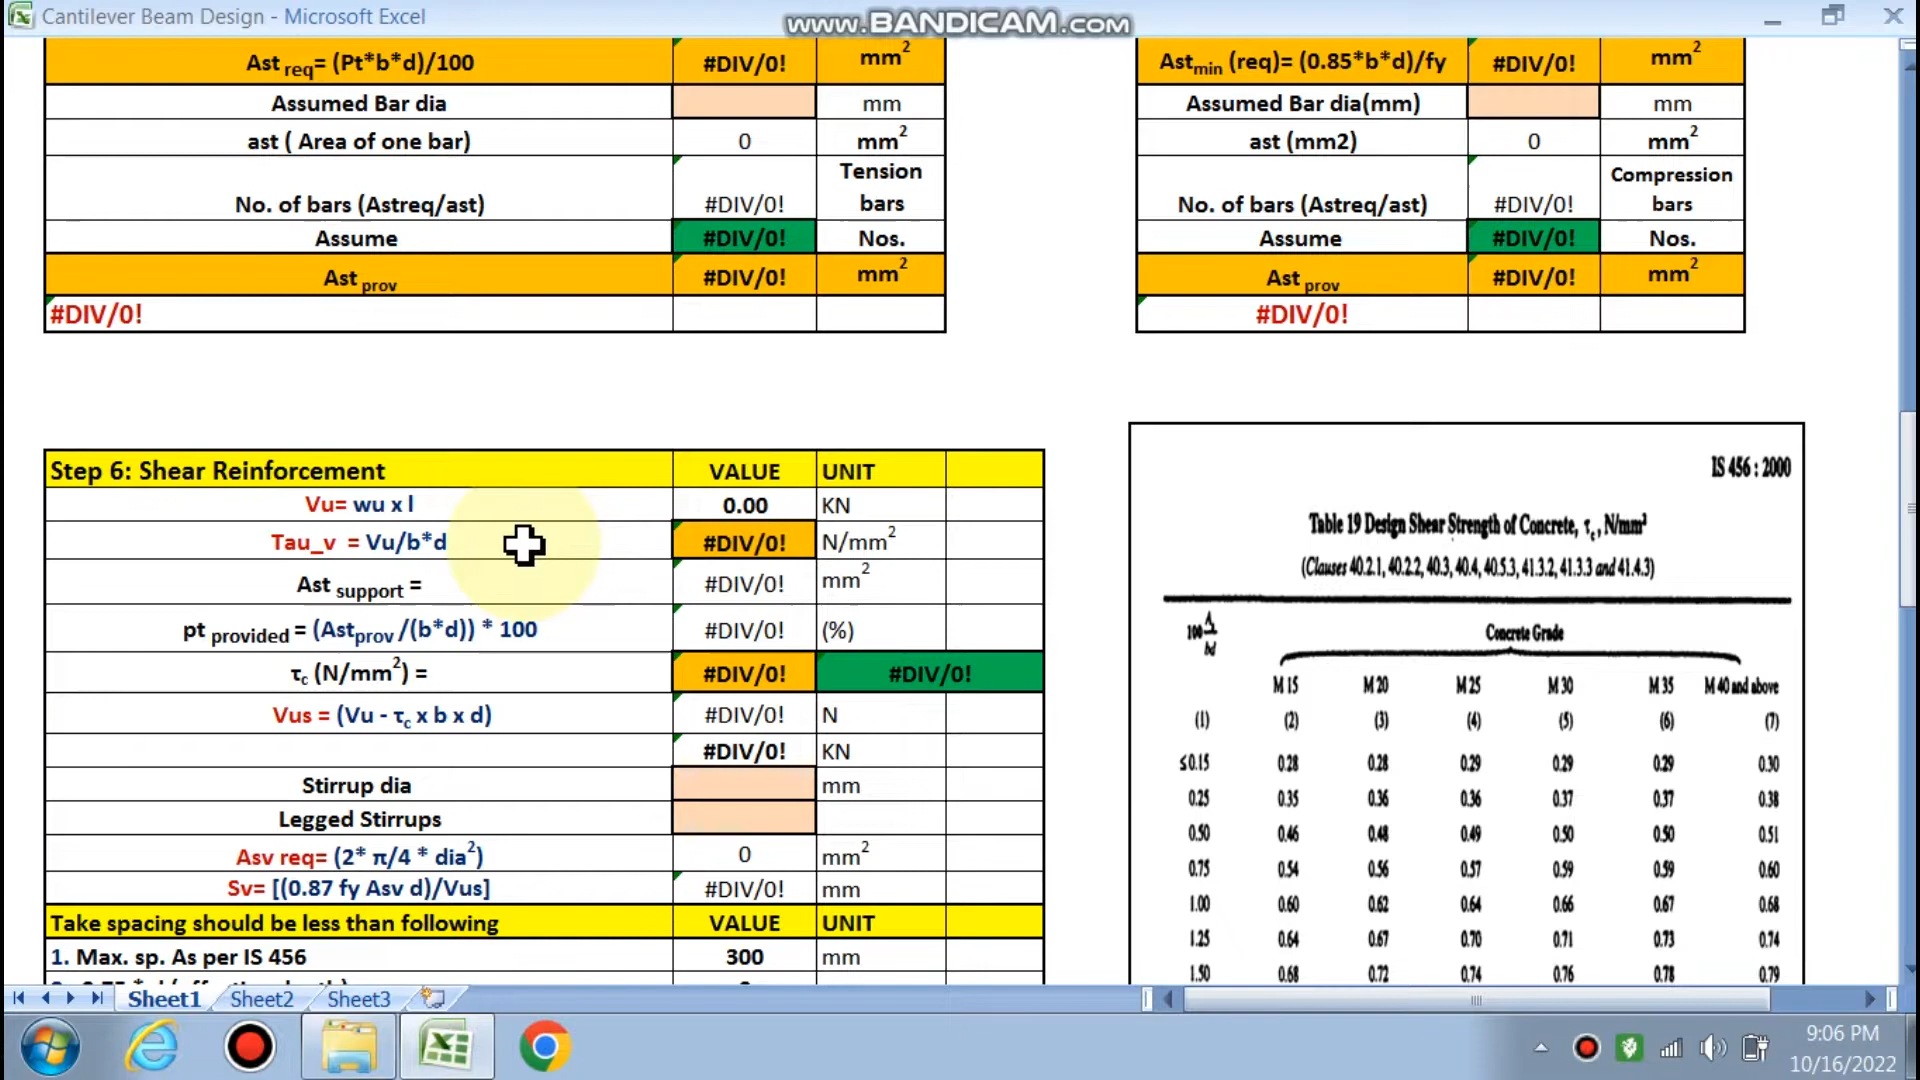 Cantilever Beam Design - Microsoft Excel
www.BANDICAM.com
Ast req= (Pt*b*d)/100 #DIV/0! mm2
Assumed Bar dia mm
ast ( Area of one bar) 0 mm2
No. of bars (Astreq/ast) #DIV/0! Tension bars
Assume #DIV/0! Nos.
Ast prov #DIV/0! mm2
#DIV/0!
Astmin (req)= (0.85*b*d)/fy #DIV/0! mm2
Assumed Bar dia(mm) mm
ast (mm2) 0 mm2
No. of bars (Astreq/ast) #DIV/0! Compression bars
Assume #DIV/0! Nos.
Ast prov #DIV/0! mm2
#DIV/0!
Step 6: Shear Reinforcement VALUE UNIT
Vu= wu x l 0.00 KN
Tau_v = Vu/b*d #DIV/0! N/mm2
Ast support = #DIV/0! mm2
pt provided = (Astprov /(b*d)) * 100 #DIV/0! (%)
τc (N/mm2) = #DIV/0! #DIV/0!
Vus = (Vu - τc x b x d) #DIV/0! N
#DIV/0! KN
Stirrup dia mm
Legged Stirrups
Asv req= (2* π/4 * dia2) 0 mm2
Sv= [(0.87 fy Asv d)/Vus] #DIV/0! mm
Take spacing should be less than following VALUE UNIT
1. Max. sp. As per IS 456 300 mm
IS 456 : 2000
Table 19 Design Shear Strength of Concrete, τc, N/mm2
(Clauses 40.2.1, 40.2.2, 40.3, 40.4, 40.5.3, 41.3.2, 41.3.3 and 41.4.3)
100 As/bd Concrete Grade
M 15 M 20 M 25 M 30 M 35 M 40 and above
(1) (2) (3) (4) (5) (6) (7)
≤0.15 0.28 0.28 0.29 0.29 0.29 0.30
0.25 0.35 0.36 0.36 0.37 0.37 0.38
0.50 0.46 0.48 0.49 0.50 0.50 0.51
0.75 0.54 0.56 0.57 0.59 0.59 0.60
1.00 0.60 0.62 0.64 0.66 0.67 0.68
1.25 0.64 0.67 0.70 0.71 0.73 0.74
1.50 0.68 0.72 0.74 0.76 0.78 0.79
Sheet1 Sheet2 Sheet3
9:06 PM
10/16/2022